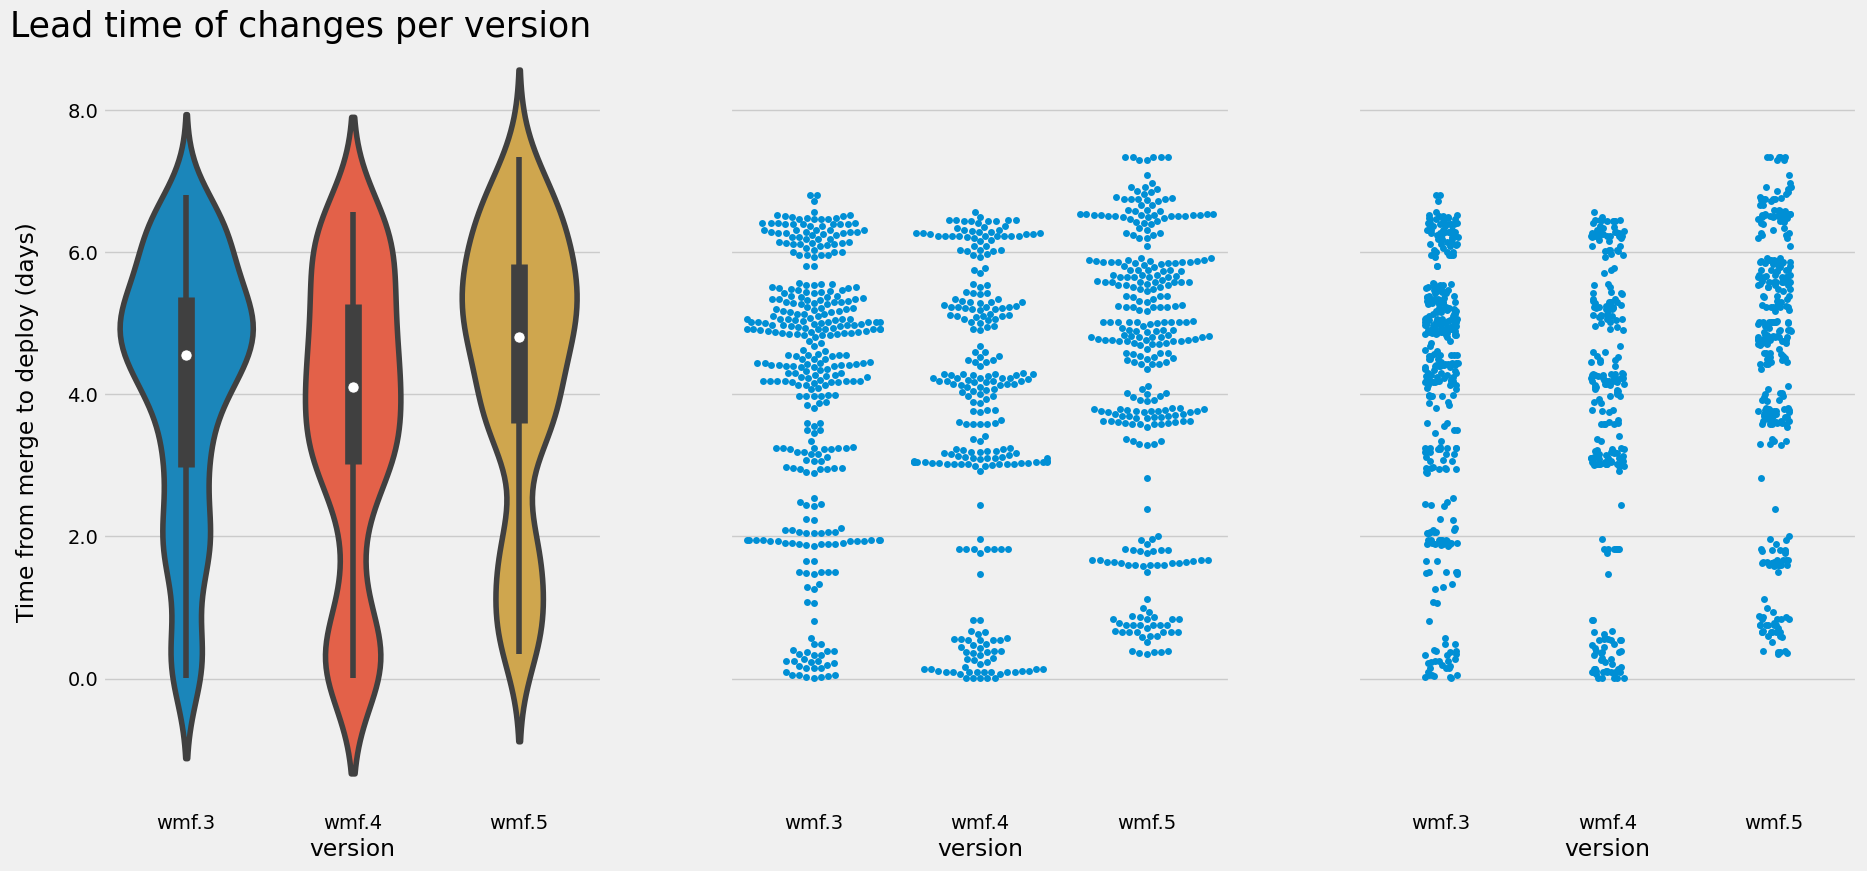 Lead time of changes per version
Time from merge to deploy (days)
8.0
6.0
4.0
2.0
0.0
wmf.3 wmf.4 wmf.5
version
wmf.3 wmf.4 wmf.5
version
wmf.3 wmf.4 wmf.5
version